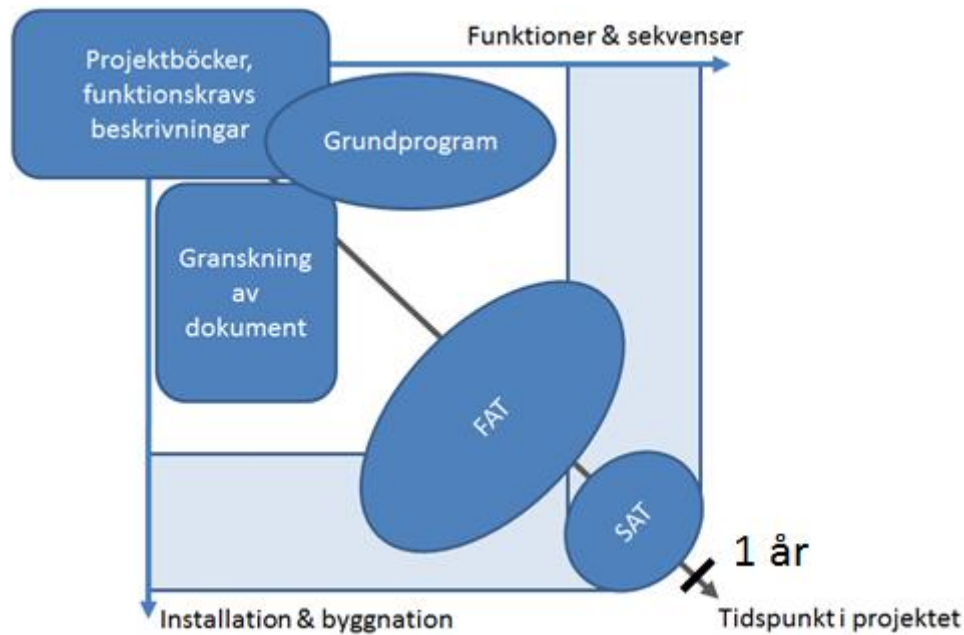 Funktioner & sekvenser
Projektböcker,
funktionskravs
beskrivningar
Grundprogram
Granskning
av
dokument
FAT
SAT
1 år
Installation & byggnation
Tidspunkt i projektet